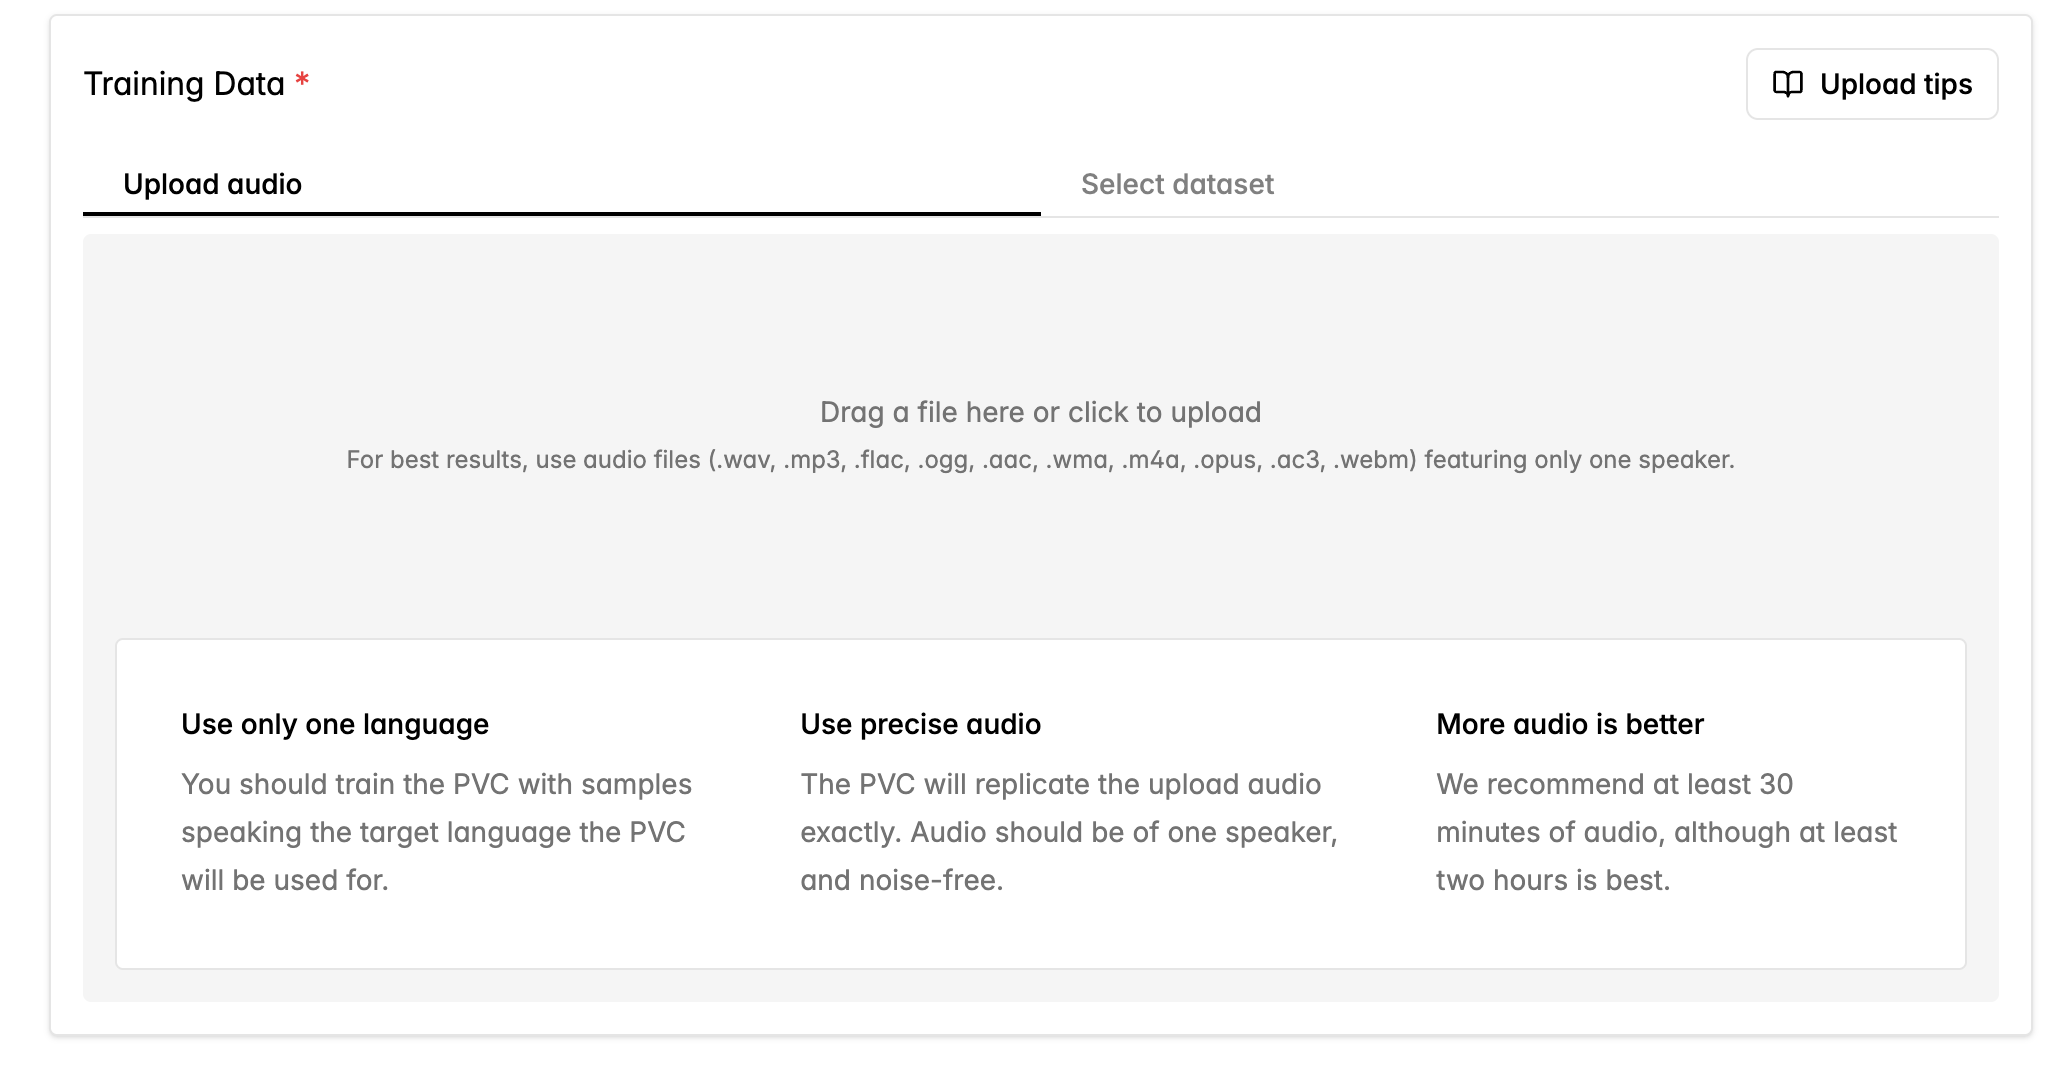 Training Data *
Upload tips
Upload audio
Select dataset
Drag a file here or click to upload
For best results, use audio files (.wav, .mp3, .flac, .ogg, .aac, .wma, .m4a, .opus, .ac3, .webm) featuring only one speaker.
Use only one language
You should train the PVC with samples
speaking the target language the PVC
will be used for.
Use precise audio
The PVC will replicate the upload audio
exactly. Audio should be of one speaker,
and noise-free.
More audio is better
We recommend at least 30
minutes of audio, although at least
two hours is best.